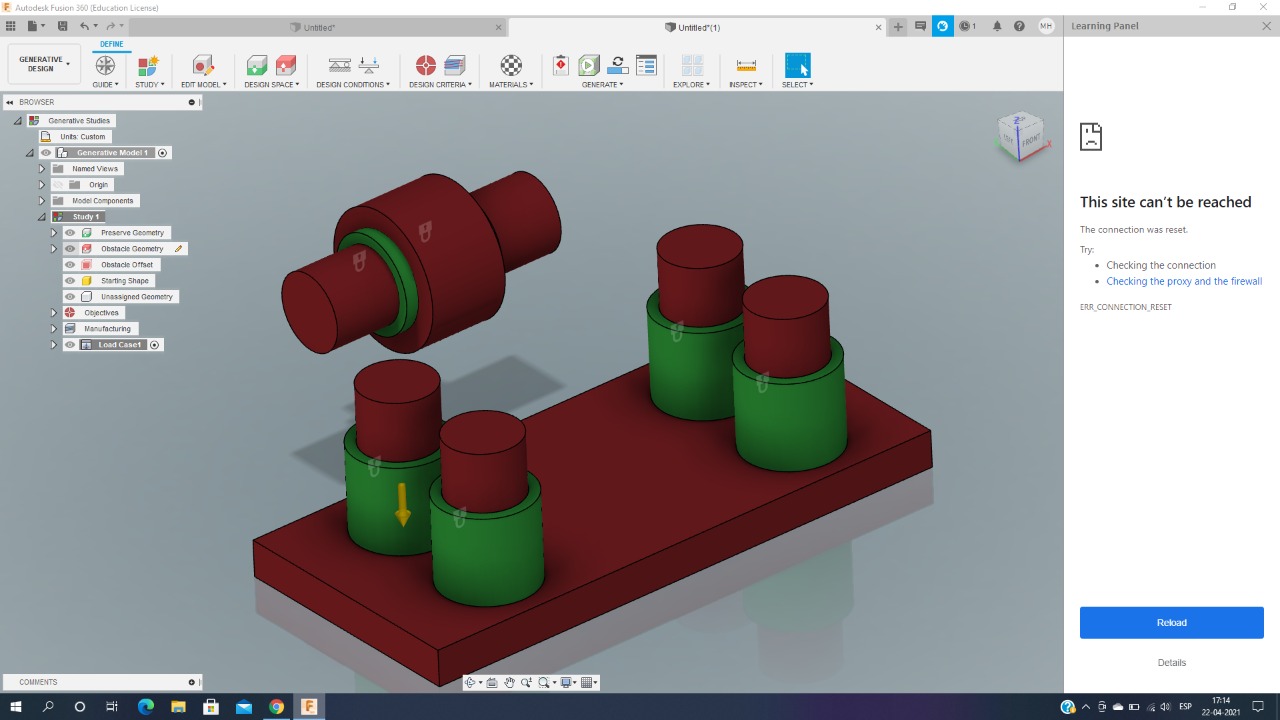 Autodesk Fusion 360 (Education License)
Untitled*
Untitled*(1)
1
MH
Learning Panel
DEFINE
GENERATIVE
DESIGN
GUIDE
STUDY
EDIT MODEL
DESIGN SPACE
DESIGN CONDITIONS
DESIGN CRITERIA
MATERIALS
GENERATE
EXPLORE
INSPECT
SELECT
BROWSER
Generative Studies
Units: Custom
Generative Model 1
Named Views
Origin
Model Components
Study 1
Preserve Geometry
Obstacle Geometry
Obstacle Offset
Starting Shape
Unassigned Geometry
Objectives
Manufacturing
Load Case1
Z
FRONT
X
This site can't be reached
The connection was reset.
Try:
• Checking the connection
• Checking the proxy and the firewall
ERR_CONNECTION_RESET
Reload
Details
COMMENTS
ESP
17:14
22-04-2021